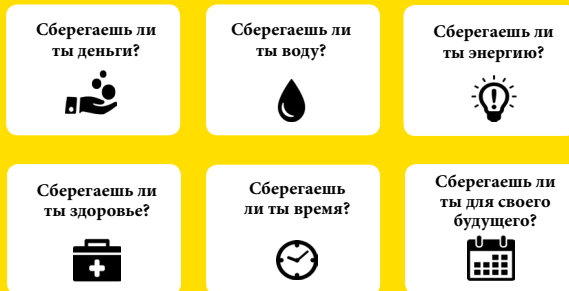 Сберегаешь ли
ты деньги?
Сберегаешь ли
ты воду?
Сберегаешь ли
ты энергию?
Сберегаешь ли
ты здоровье?
Сберегаешь
ли ты время?
Сберегаешь ли
ты для своего
будущего?